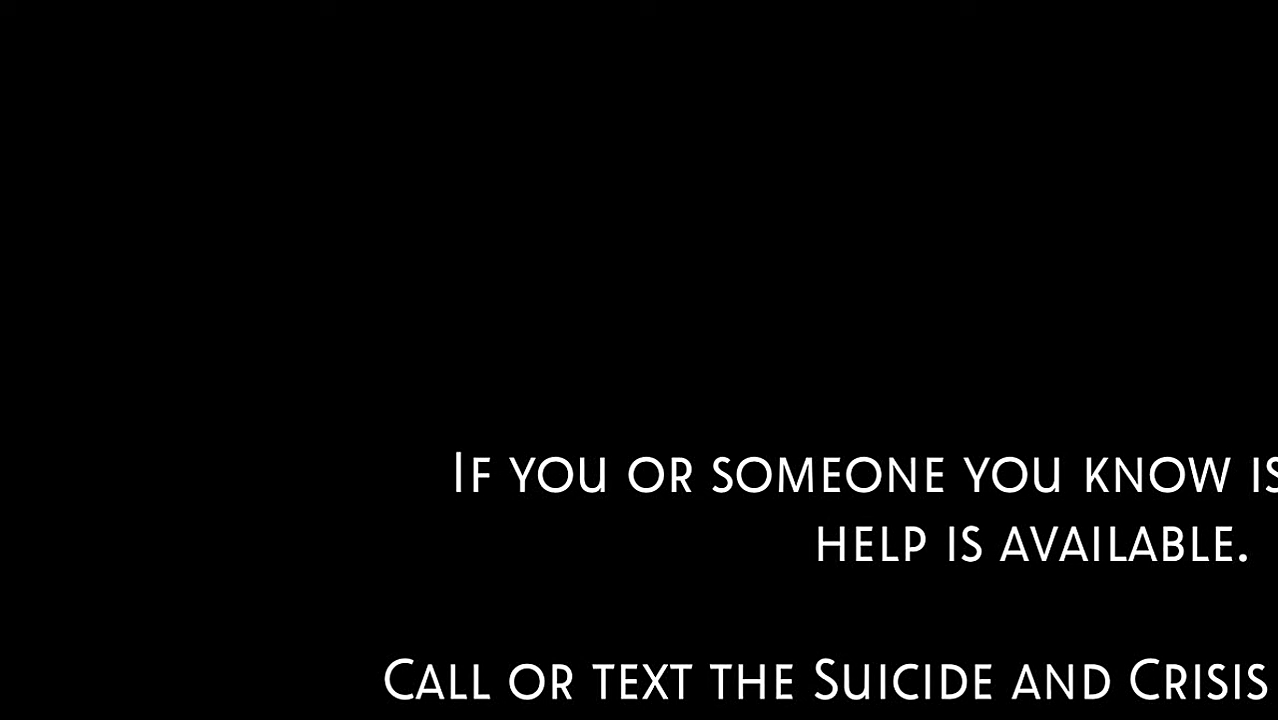 If you or someone you know is
help is available.
Call or text the Suicide and Crisis